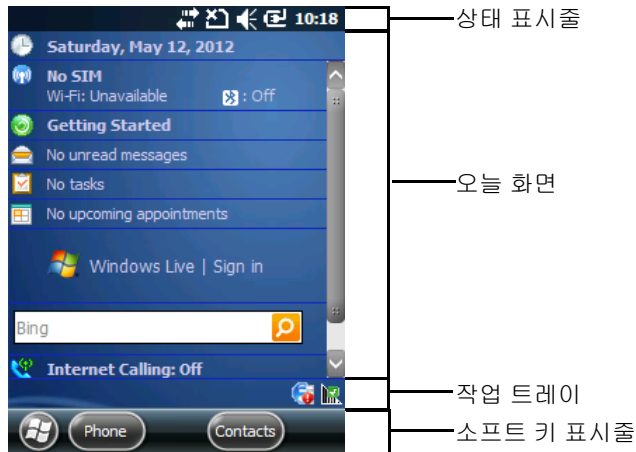 10:18
상태 표시줄
Saturday, May 12, 2012
No SIM
Wi-Fi: Unavailable : Off
Getting Started
No unread messages
No tasks
오늘 화면
No upcoming appointments
Windows Live | Sign in
Bing
Internet Calling: Off
작업 트레이
Phone Contacts
소프트 키 표시줄